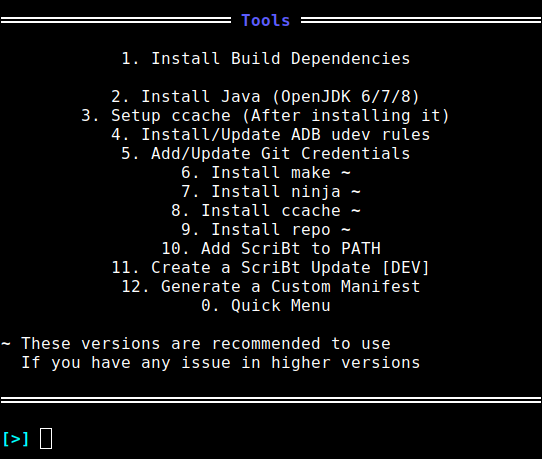 Tools
1. Install Build Dependencies
2. Install Java (OpenJDK 6/7/8)
3. Setup ccache (After installing it)
4. Install/Update ADB udev rules
5. Add/Update Git Credentials
6. Install make ~
7. Install ninja ~
8. Install ccache ~
9. Install repo ~
10. Add ScriBt to PATH
11. Create a ScriBt Update [DEV]
12. Generate a Custom Manifest
0. Quick Menu
~ These versions are recommended to use
If you have any issue in higher versions
[>]